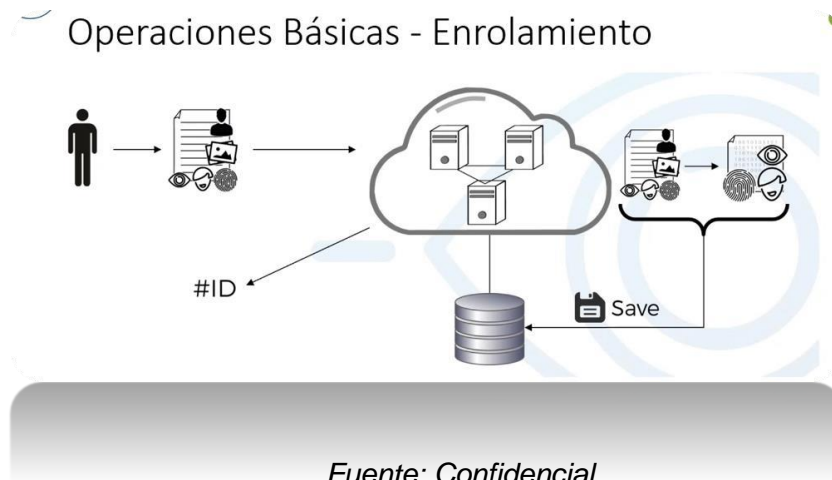 Operaciones Básicas - Enrolamiento
#ID
Save
Fuente: Confidencial